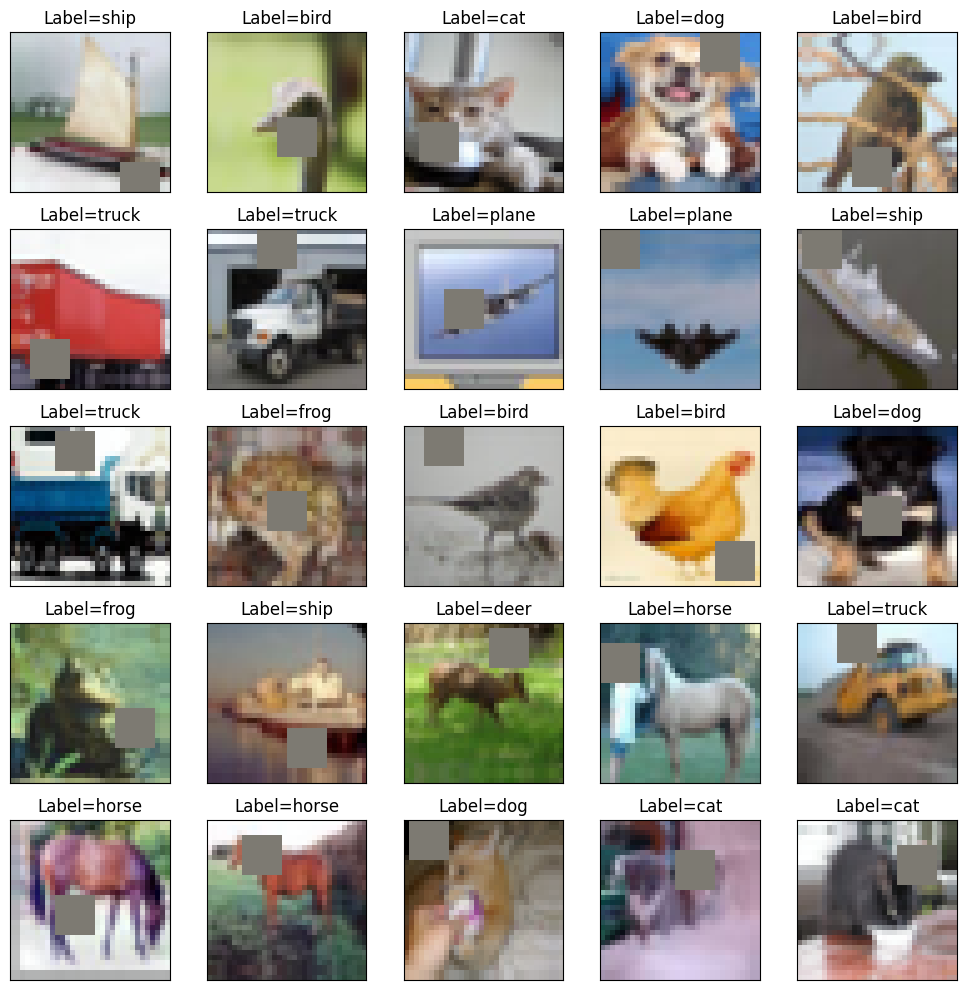 Label=ship Label=bird Label=cat Label=dog Label=bird
Label=truck Label=truck Label=plane Label=plane Label=ship
Label=truck Label=frog Label=bird Label=bird Label=dog
Label=frog Label=ship Label=deer Label=horse Label=truck
Label=horse Label=horse Label=dog Label=cat Label=cat